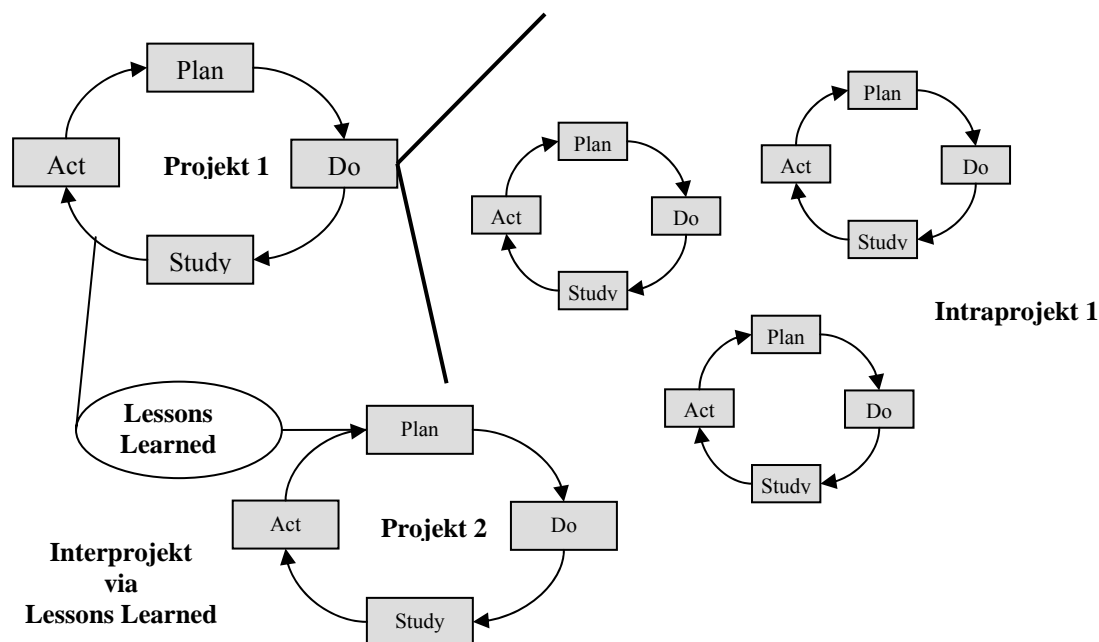 Plan
Act
Projekt 1
Do
Study
Plan
Act
Do
Study
Plan
Act
Do
Study
Intraprojekt 1
Plan
Act
Do
Study
Lessons
Learned
Plan
Act
Projekt 2
Do
Study
Interprojekt
via
Lessons Learned